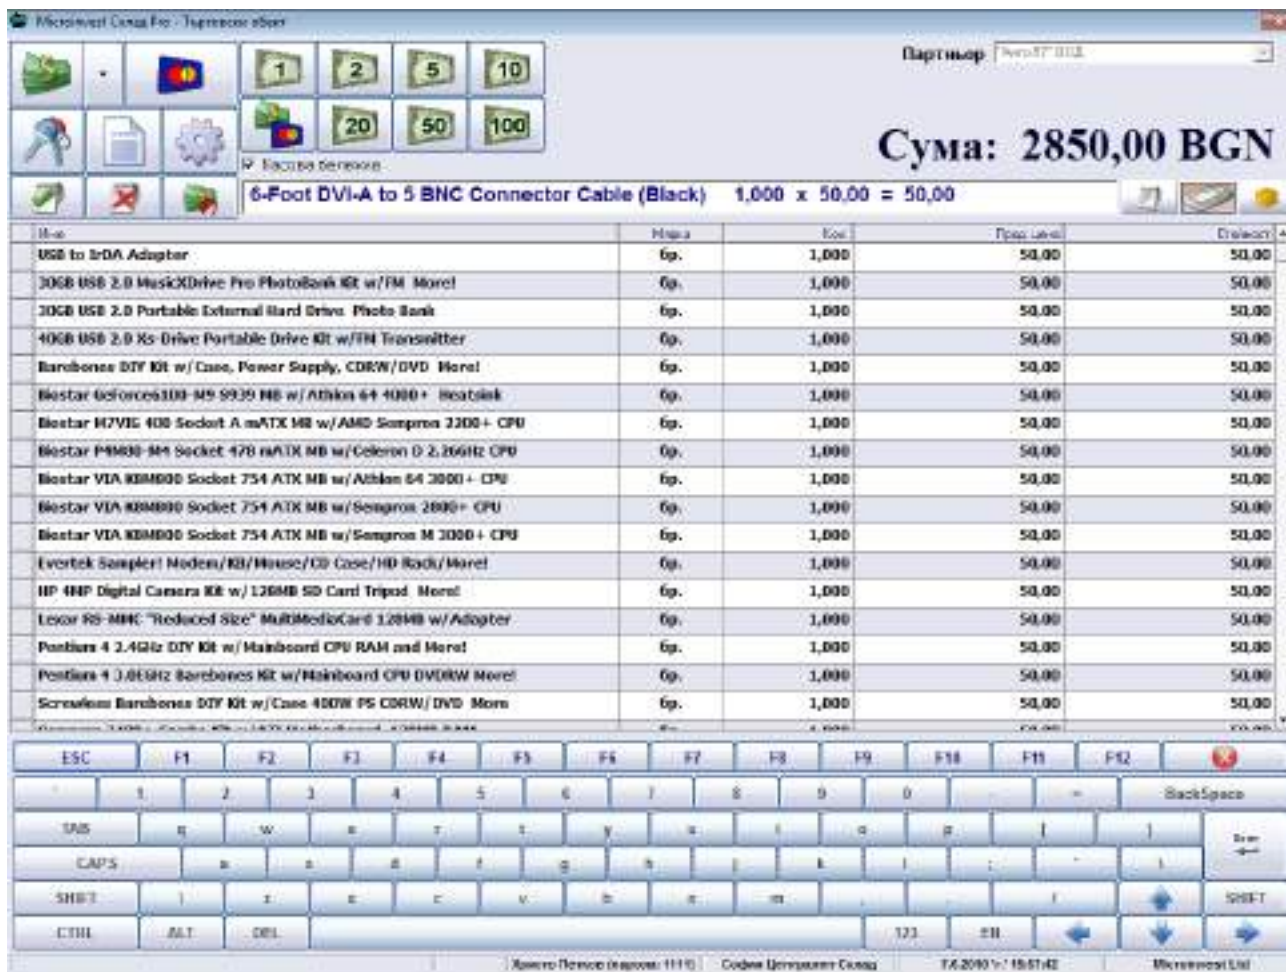 Microinvest Склад Pro - Търговски обект
1 2 5 10
Партньор
20 50 100
Сума: 2850,00 BGN
Касова бележка
6-Foot DVI-A to 5 BNC Connector Cable (Black) 1,000 x 50,00 = 50,00
Име Мярка Кол. Прод. цена Стойност
USB to IrDA Adapter бр. 1,000 50,00 50,00
30GB USB 2.0 MusicXDrive Pro PhotoBank Kit w/FM More! бр. 1,000 50,00 50,00
30GB USB 2.0 Portable External Hard Drive Photo Bank бр. 1,000 50,00 50,00
40GB USB 2.0 Xs-Drive Portable Drive Kit w/FM Transmitter бр. 1,000 50,00 50,00
Barebones DIY Kit w/Case, Power Supply, CDRW/DVD More! бр. 1,000 50,00 50,00
Biostar GeForce6100-M9 S939 MB w/Athlon 64 4000+ Heatsink бр. 1,000 50,00 50,00
Biostar M7VIG 400 Socket A mATX MB w/AMD Sempron 2200+ CPU бр. 1,000 50,00 50,00
Biostar P4M80-M4 Socket 478 mATX MB w/Celeron D 2.26GHz CPU бр. 1,000 50,00 50,00
Biostar VIA K8M800 Socket 754 ATX MB w/Athlon 64 3000+ CPU бр. 1,000 50,00 50,00
Biostar VIA K8M800 Socket 754 ATX MB w/Sempron 2800+ CPU бр. 1,000 50,00 50,00
Biostar VIA K8M800 Socket 754 ATX MB w/Sempron M 3000+ CPU бр. 1,000 50,00 50,00
Evertek Sampler! Modem/KB/Mouse/CD Case/HD Rack/More! бр. 1,000 50,00 50,00
HP 4MP Digital Camera Kit w/128MB SD Card Tripod More! бр. 1,000 50,00 50,00
Lexar RS-MMC "Reduced Size" MultiMediaCard 128MB w/Adapter бр. 1,000 50,00 50,00
Pentium 4 2.4GHz DIY Kit w/Mainboard CPU RAM and More! бр. 1,000 50,00 50,00
Pentium 4 3.06GHz Barebones Kit w/Mainboard CPU DVDRW More! бр. 1,000 50,00 50,00
Screwless Barebones DIY Kit w/Case 400W PS CDRW/DVD More бр. 1,000 50,00 50,00
ESC F1 F2 F3 F4 F5 F6 F7 F8 F9 F10 F11 F12
1 2 3 4 5 6 7 8 9 0 - = BackSpace
TAB q w e r t y u i o p [ ] Enter
CAPS a s d f g h j k l ; ' \
SHIFT z x c v b n m , . / SHIFT
CTRL ALT DEL 123 EN
Христо Пенков (парола: 1111) София Централен Склад 7.6.2010 г. Microinvest Ltd